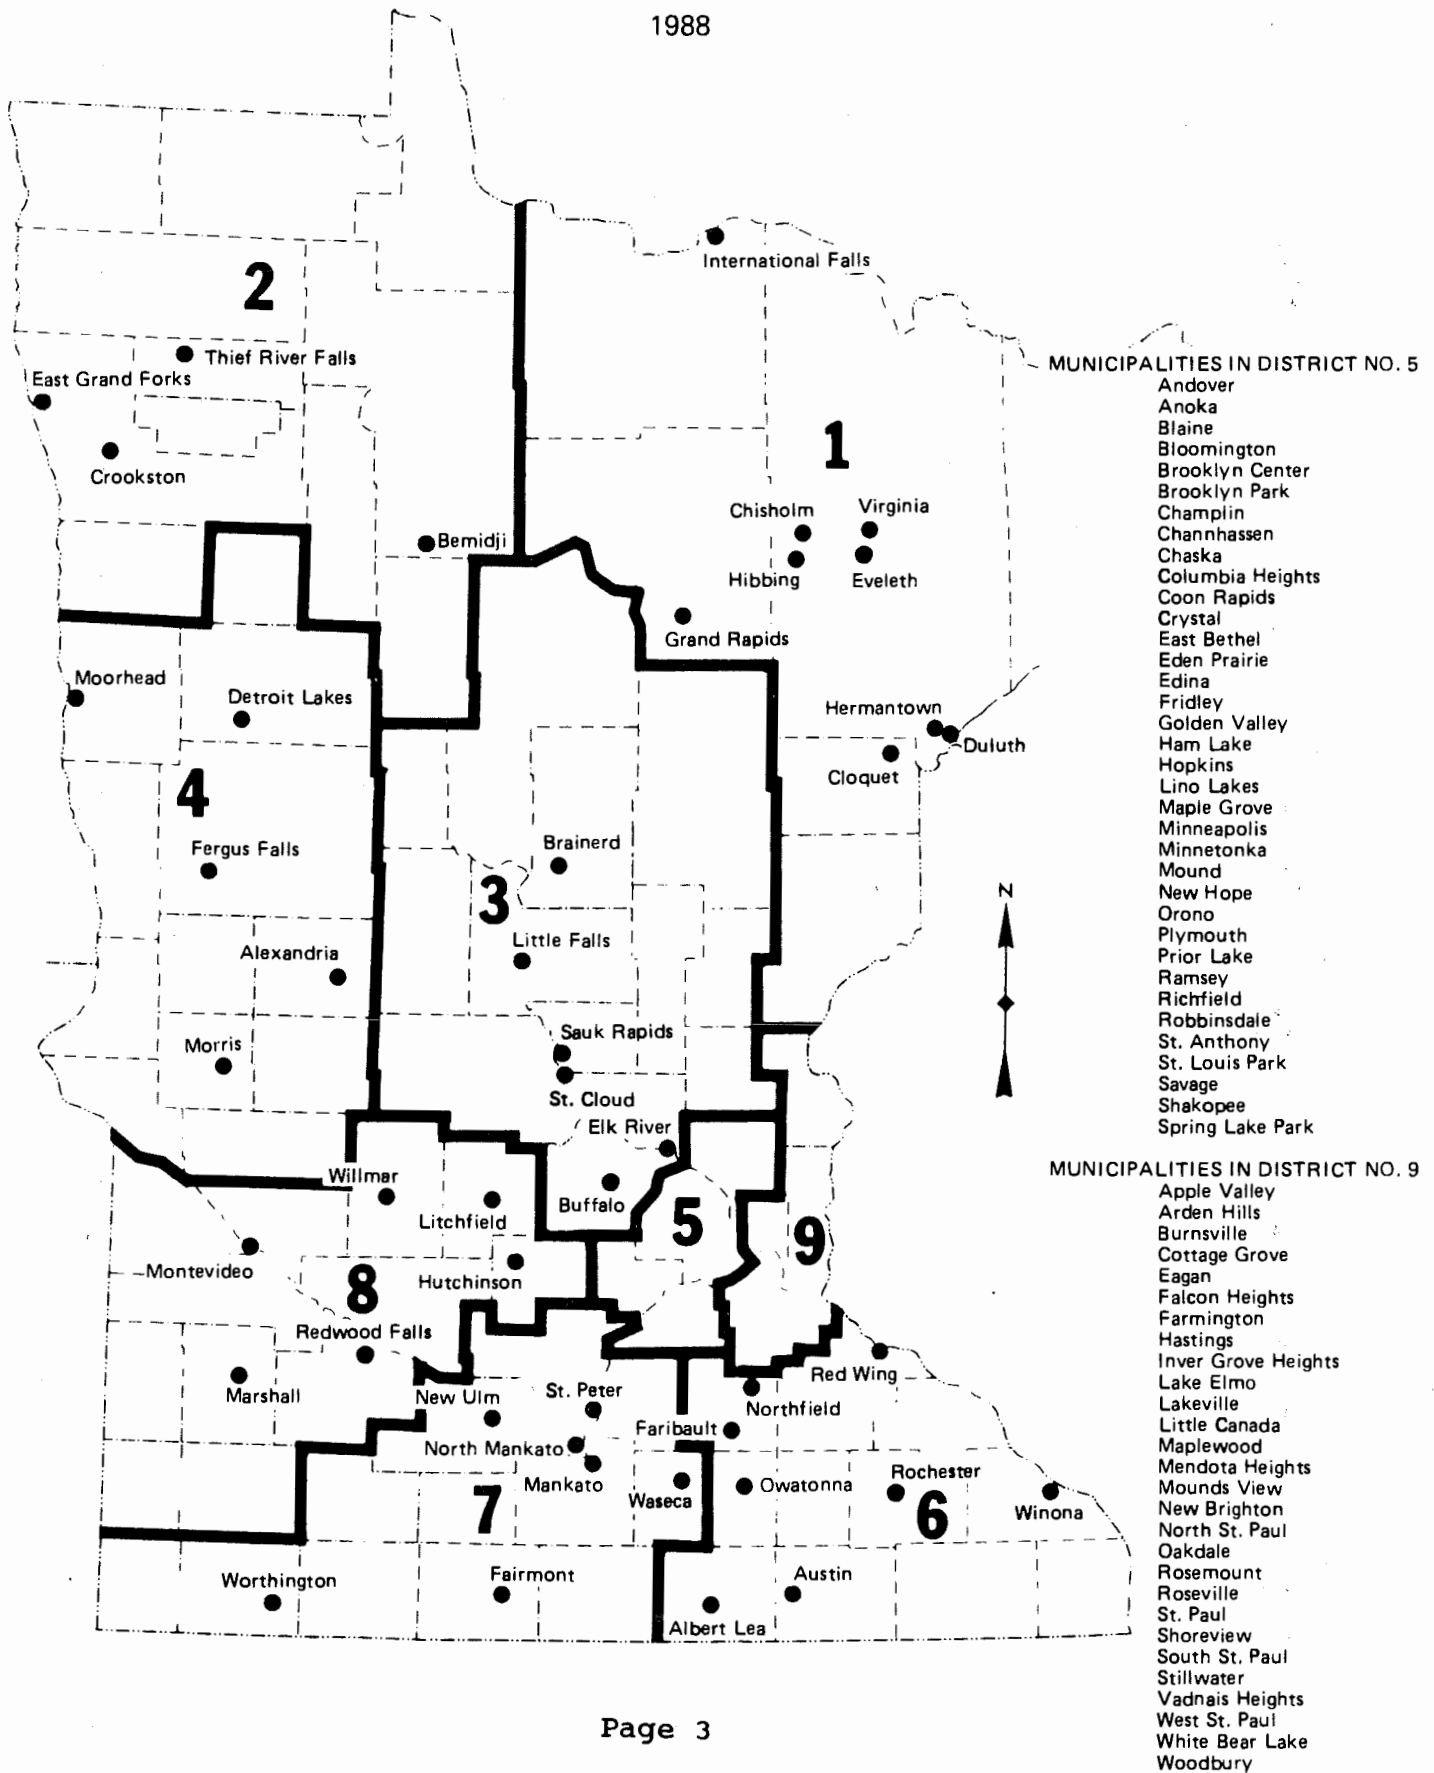 1988
International Falls
2
Thief River Falls
East Grand Forks
Crookston
Bemidji
1
Chisholm
Virginia
Hibbing
Eveleth
Grand Rapids
Moorhead
Detroit Lakes
Hermantown
Duluth
Cloquet
4
Fergus Falls
Brainerd
3
Little Falls
Alexandria
N
Sauk Rapids
Morris
St. Cloud
Elk River
Willmar
Buffalo
Litchfield
5
9
Montevideo
Hutchinson
8
Redwood Falls
Marshall
Red Wing
New Ulm
St. Peter
Northfield
Faribault
North Mankato
Mankato
Waseca
Owatonna
Rochester
Winona
7
6
Worthington
Fairmont
Austin
Albert Lea
MUNICIPALITIES IN DISTRICT NO. 5
Andover
Anoka
Blaine
Bloomington
Brooklyn Center
Brooklyn Park
Champlin
Channhassen
Chaska
Columbia Heights
Coon Rapids
Crystal
East Bethel
Eden Prairie
Edina
Fridley
Golden Valley
Ham Lake
Hopkins
Lino Lakes
Maple Grove
Minneapolis
Minnetonka
Mound
New Hope
Orono
Plymouth
Prior Lake
Ramsey
Richfield
Robbinsdale
St. Anthony
St. Louis Park
Savage
Shakopee
Spring Lake Park
MUNICIPALITIES IN DISTRICT NO. 9
Apple Valley
Arden Hills
Burnsville
Cottage Grove
Eagan
Falcon Heights
Farmington
Hastings
Inver Grove Heights
Lake Elmo
Lakeville
Little Canada
Maplewood
Mendota Heights
Mounds View
New Brighton
North St. Paul
Oakdale
Rosemount
Roseville
St. Paul
Shoreview
South St. Paul
Stillwater
Vadnais Heights
West St. Paul
White Bear Lake
Woodbury
Page 3